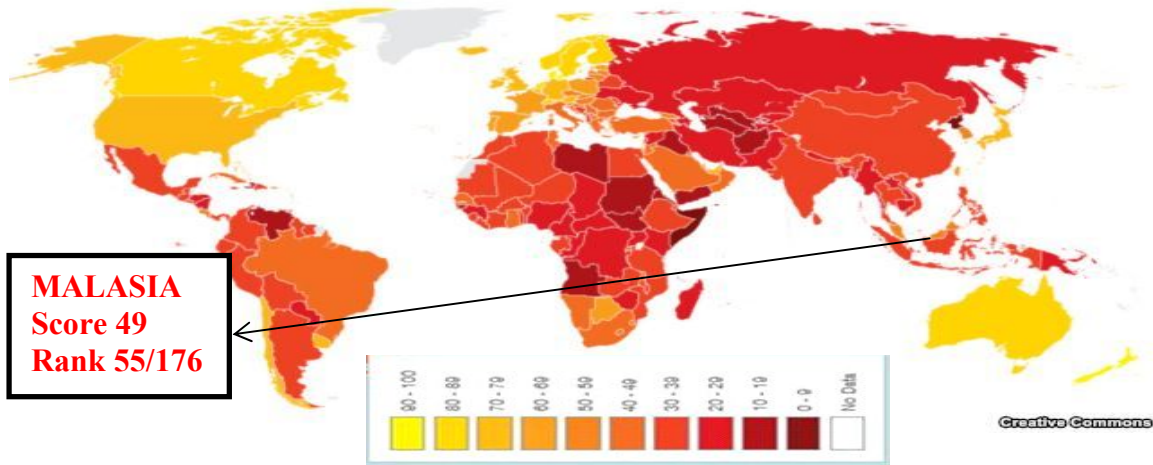 MALASIA
Score 49
Rank 55/176
90 - 100
80 - 89
70 - 79
60 - 69
50 - 59
40 - 49
30 - 39
20 - 29
10 - 19
0 - 9
No Data
Creative Commons